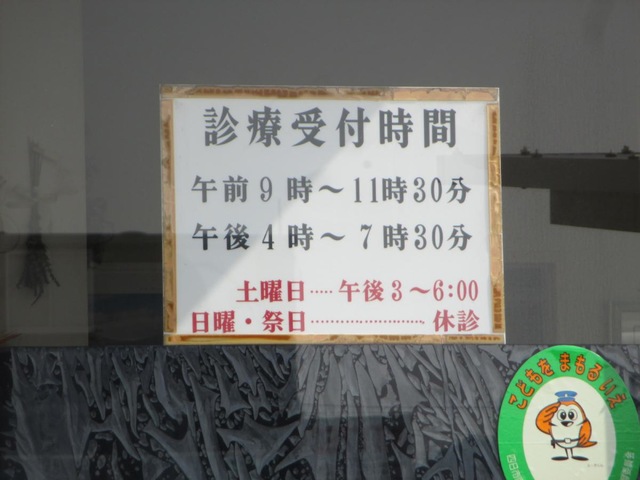 診療受付時間
午前9時～11時30分
午後4時～7時30分
土曜日……午後3～6:00
日曜・祭日……………………休診
こどもをまもるいえ